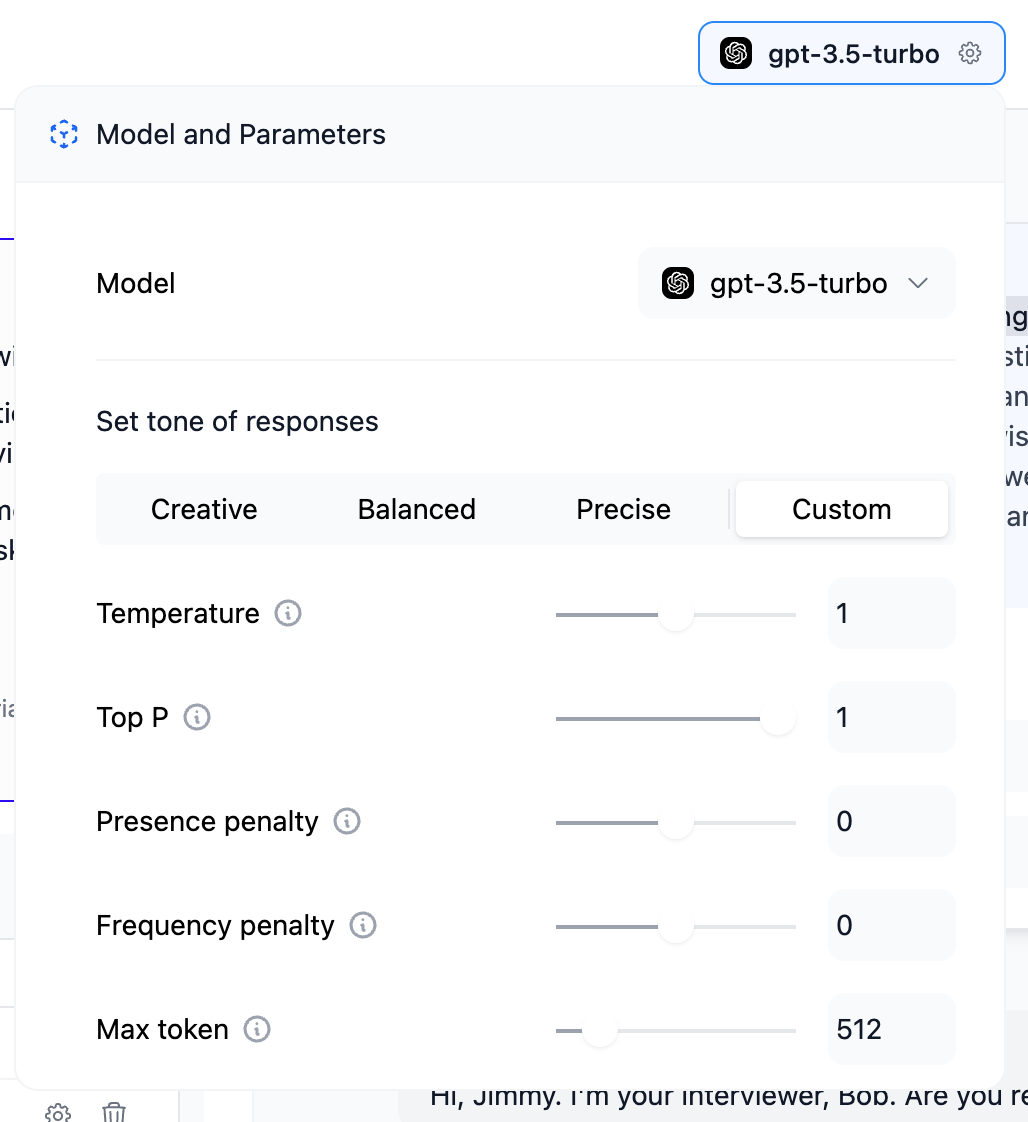 gpt-3.5-turbo
Model and Parameters
Model
gpt-3.5-turbo
Set tone of responses
Creative Balanced Precise Custom
Temperature 1
Top P 1
Presence penalty 0
Frequency penalty 0
Max token 512
Hi, Jimmy. I'm your interviewer, Bob. Are you